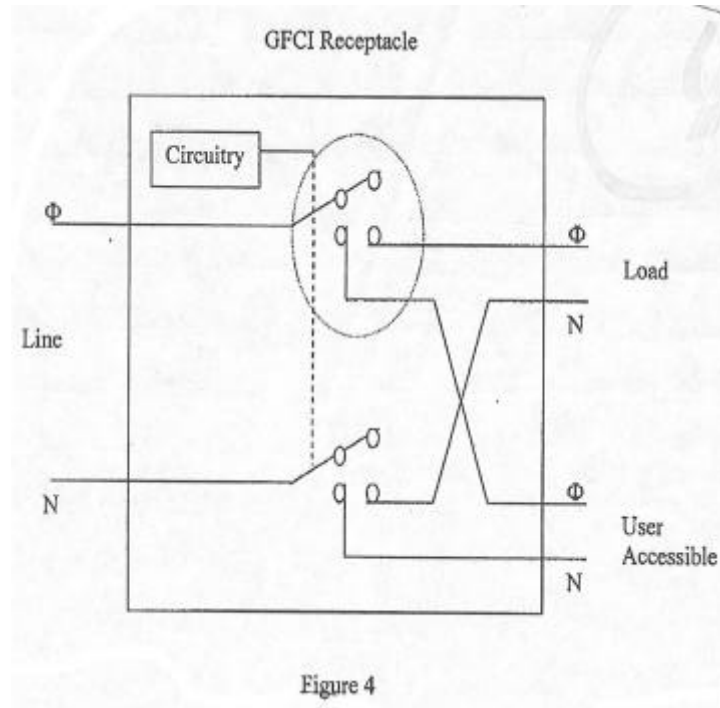 GFCI Receptacle
Circuitry
Φ
Φ
Load
N
Line
N
Φ
User
Accessible
N
Figure 4